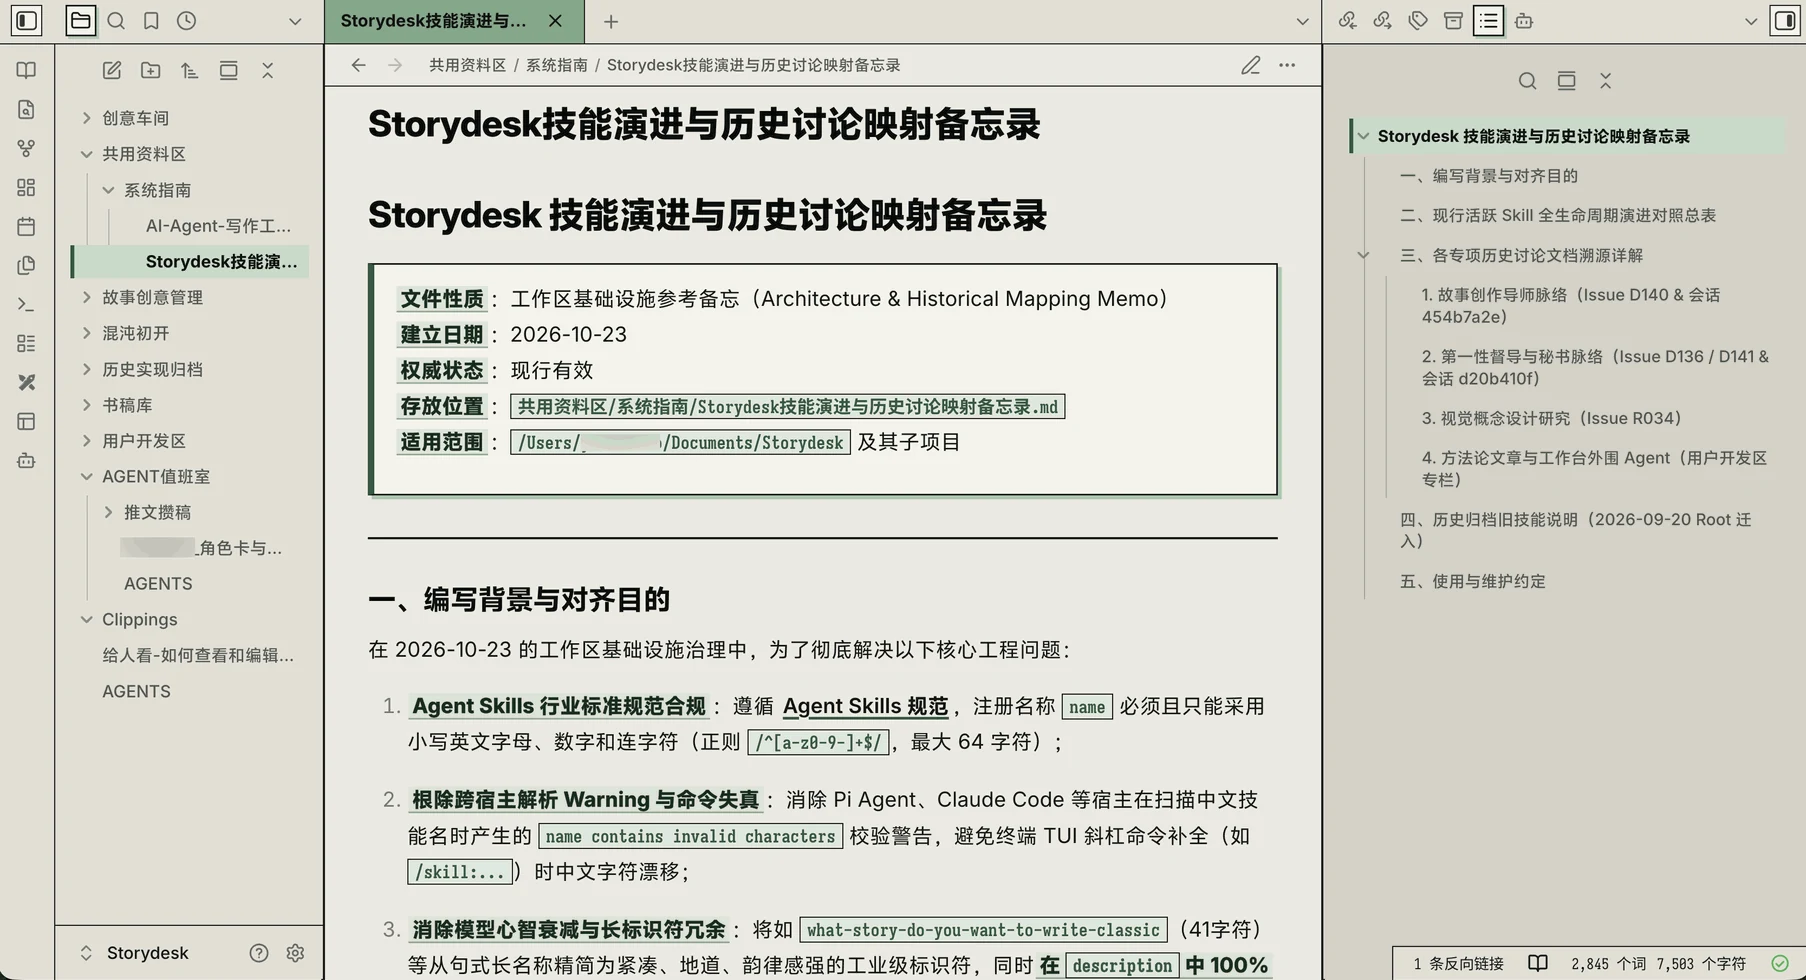 Storydesk技能演进与...
创意车间
共用资料区
系统指南
AI-Agent-写作工...
Storydesk技能演...
故事创意管理
混沌初开
历史实现归档
书稿库
用户开发区
AGENT值班室
推文攒稿
_角色卡与...
AGENTS
Clippings
给人看-如何查看和编辑...
AGENTS
Storydesk
共用资料区 / 系统指南 / Storydesk技能演进与历史讨论映射备忘录
Storydesk技能演进与历史讨论映射备忘录
Storydesk 技能演进与历史讨论映射备忘录
文件性质：工作区基础设施参考备忘（Architecture & Historical Mapping Memo）
建立日期：2026-10-23
权威状态：现行有效
存放位置：共用资料区/系统指南/Storydesk技能演进与历史讨论映射备忘录.md
适用范围：/Users/ /Documents/Storydesk 及其子项目
一、编写背景与对齐目的
在 2026-10-23 的工作区基础设施治理中，为了彻底解决以下核心工程问题：
1. Agent Skills 行业标准规范合规：遵循 Agent Skills 规范，注册名称 name 必须且只能采用
小写英文字母、数字和连字符（正则 /^[a-z0-9-]+$/，最大 64 字符）；
2. 根除跨宿主解析 Warning 与命令失真：消除 Pi Agent、Claude Code 等宿主在扫描中文技
能名时产生的 name contains invalid characters 校验警告，避免终端 TUI 斜杠命令补全（如
/skill:...）时中文字符漂移；
3. 消除模型心智衰减与长标识符冗余：将如 what-story-do-you-want-to-write-classic（41字符）
等从句式长名称精简为紧凑、地道、韵律感强的工业级标识符，同时 在 description 中 100%
Storydesk 技能演进与历史讨论映射备忘录
一、编写背景与对齐目的
二、现行活跃 Skill 全生命周期演进对照总表
三、各专项历史讨论文档溯源详解
1. 故事创作导师脉络（Issue D140 & 会话
454b7a2e）
2. 第一性督导与秘书脉络（Issue D136 / D141 &
会话 d20b410f）
3. 视觉概念设计研究（Issue R034）
4. 方法论文章与工作台外围 Agent（用户开发区
专栏）
四、历史归档旧技能说明（2026-09-20 Root 迁
入）
五、使用与维护约定
1 条反向链接 2,845 个词 7,503 个字符